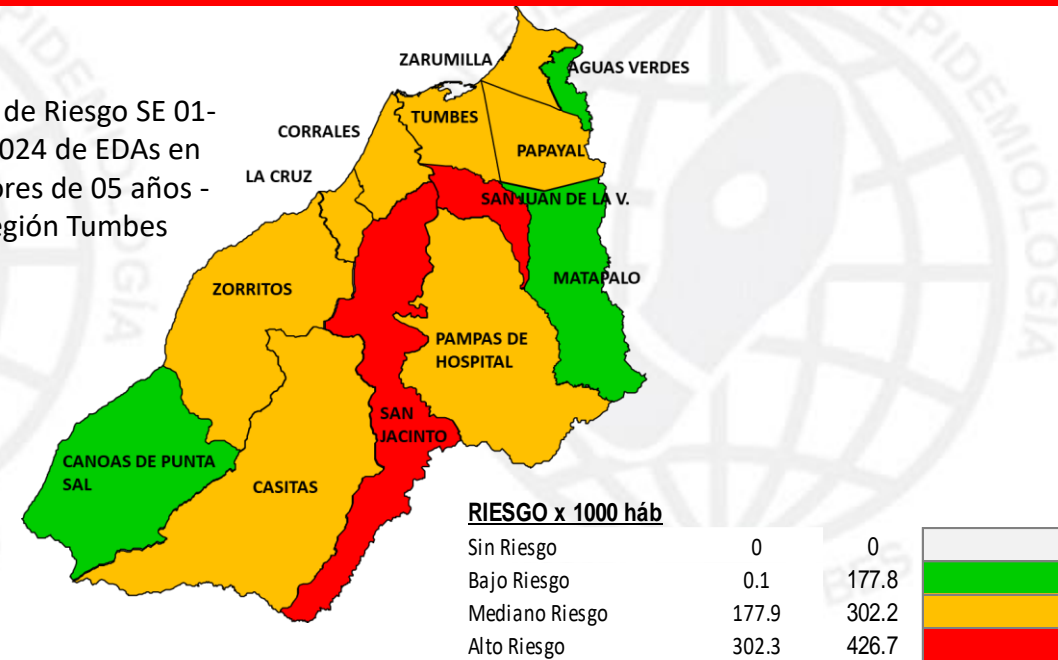 de Riesgo SE 01-
024 de EDAs en
ores de 05 años -
egión Tumbes
ZARUMILLA
AGUAS VERDES
TUMBES
CORRALES
PAPAYAL
LA CRUZ
SAN JUAN DE LA V.
MATAPALO
ZORRITOS
PAMPAS DE
HOSPITAL
SAN
JACINTO
CANOAS DE PUNTA
SAL
CASITAS
RIESGO x 1000 háb
Sin Riesgo 0 0
Bajo Riesgo 0.1 177.8
Mediano Riesgo 177.9 302.2
Alto Riesgo 302.3 426.7